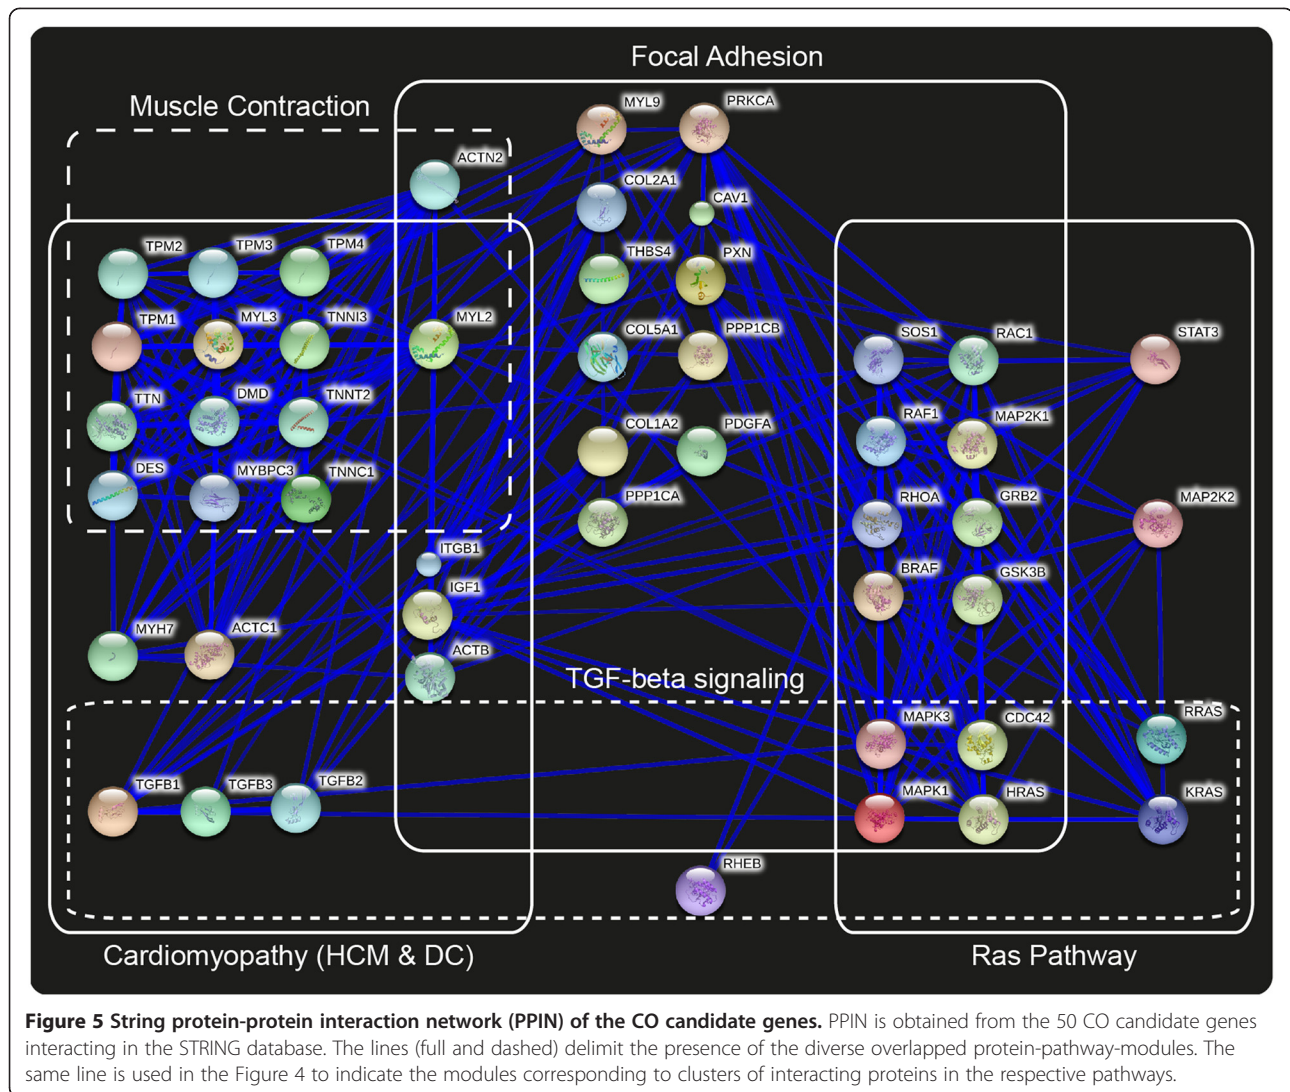 Focal Adhesion
Muscle Contraction
MYL9
PRKCA
ACTN2
COL2A1
CAV1
TPM2
TPM3
TPM4
THBS4
PXN
TPM1
MYL3
TNNI3
MYL2
COL5A1
PPP1CB
SOS1
RAC1
STAT3
TTN
DMD
TNNT2
COL1A2
PDGFA
RAF1
MAP2K1
DES
MYBPC3
TNNC1
PPP1CA
RHOA
GRB2
MAP2K2
ITGB1
IGF1
BRAF
GSK3B
MYH7
ACTC1
ACTB
TGF-beta signaling
MAPK3
CDC42
RRAS
TGFB1
TGFB3
TGFB2
MAPK1
HRAS
KRAS
RHEB
Cardiomyopathy (HCM & DC)
Ras Pathway
Figure 5 String protein-protein interaction network (PPIN) of the CO candidate genes. PPIN is obtained from the 50 CO candidate genes
interacting in the STRING database. The lines (full and dashed) delimit the presence of the diverse overlapped protein-pathway-modules. The
same line is used in the Figure 4 to indicate the modules corresponding to clusters of interacting proteins in the respective pathways.